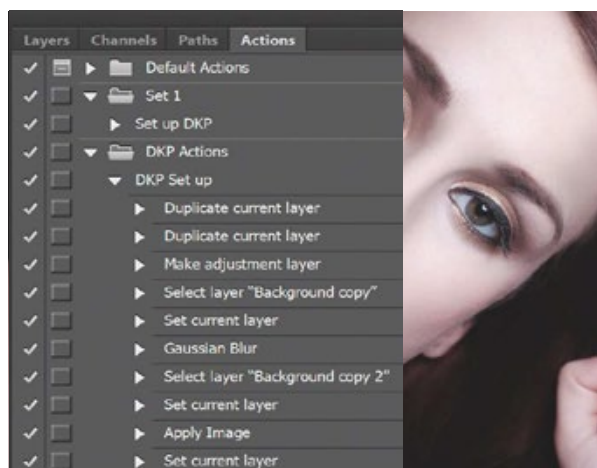 Layers Channels Paths Actions
Default Actions
Set 1
Set up DKP
DKP Actions
DKP Set up
Duplicate current layer
Duplicate current layer
Make adjustment layer
Select layer "Background copy"
Set current layer
Gaussian Blur
Select layer "Background copy 2"
Set current layer
Apply Image
Set current layer